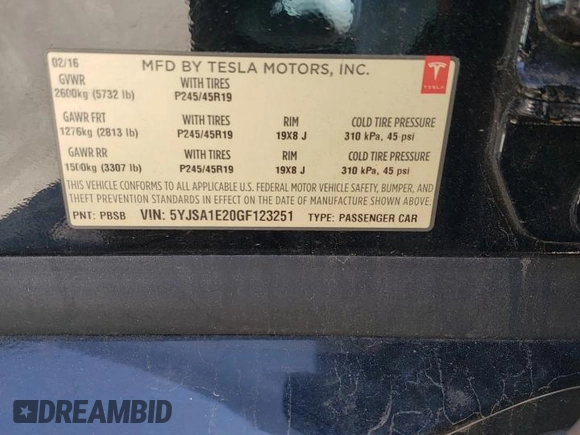 02/16 MFD BY TESLA MOTORS, INC.
GVWR WITH TIRES
2600kg (5732 lb) P245/45R19
TESLA
GAWR FRT WITH TIRES RIM COLD TIRE PRESSURE
1276kg (2813 lb) P245/45R19 19X8 J 310 kPa, 45 psi
GAWR RR WITH TIRES RIM COLD TIRE PRESSURE
1500kg (3307 lb) P245/45R19 19X8 J 310 kPa, 45 psi
THIS VEHICLE CONFORMS TO ALL APPLICABLE U.S. FEDERAL MOTOR VEHICLE SAFETY, BUMPER, AND
THEFT PREVENTION STANDARDS IN EFFECT ON THE DATE OF MANUFACTURE SHOWN ABOVE.
PNT: PBSB VIN: 5YJSA1E20GF123251 TYPE: PASSENGER CAR
DREAMBID